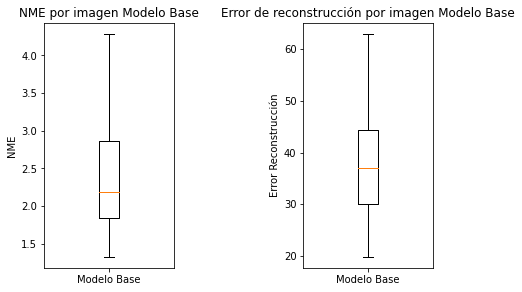 NME por imagen Modelo Base
NME
4.0
3.5
3.0
2.5
2.0
1.5
Modelo Base
Error de reconstrucción por imagen Modelo Base
Error Reconstrucción
60
50
40
30
20
Modelo Base